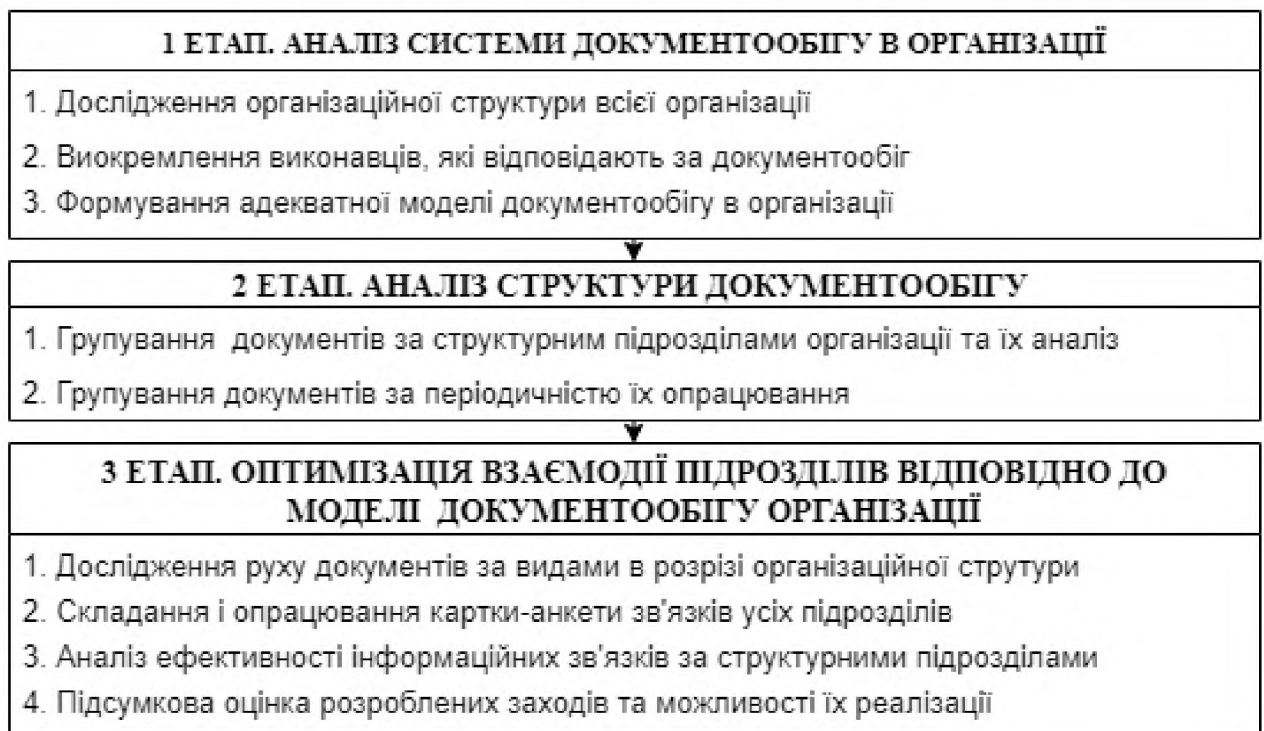 1 ЕТАП. АНАЛІЗ СИСТЕМИ ДОКУМЕНТООБІГУ В ОРГАНІЗАЦІЇ
1. Дослідження організаційної структури всієї організації
2. Виокремлення виконавців, які відповідають за документообіг
3. Формування адекватної моделі документообігу в організації
2 ЕТАП. АНАЛІЗ СТРУКТУРИ ДОКУМЕНТООБІГУ
1. Групування документів за структурним підрозділами організації та їх аналіз
2. Групування документів за періодичністю їх опрацювання
3 ЕТАП. ОПТИМІЗАЦІЯ ВЗАЄМОДІЇ ПІДРОЗДІЛІВ ВІДПОВІДНО ДО
МОДЕЛІ ДОКУМЕНТООБІГУ ОРГАНІЗАЦІЇ
1. Дослідження руху документів за видами в розрізі організаційної струтури
2. Складання і опрацювання картки-анкети зв'язків усіх підрозділів
3. Аналіз ефективності інформаційних зв'язків за структурними підрозділами
4. Підсумкова оцінка розроблених заходів та можливості їх реалізації